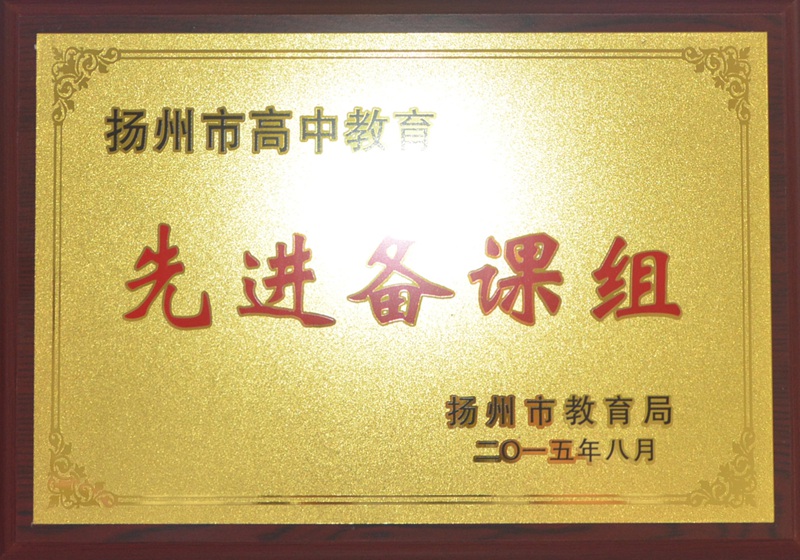 扬州市高中教育
先进备课组
扬州市教育局
二〇一五年八月